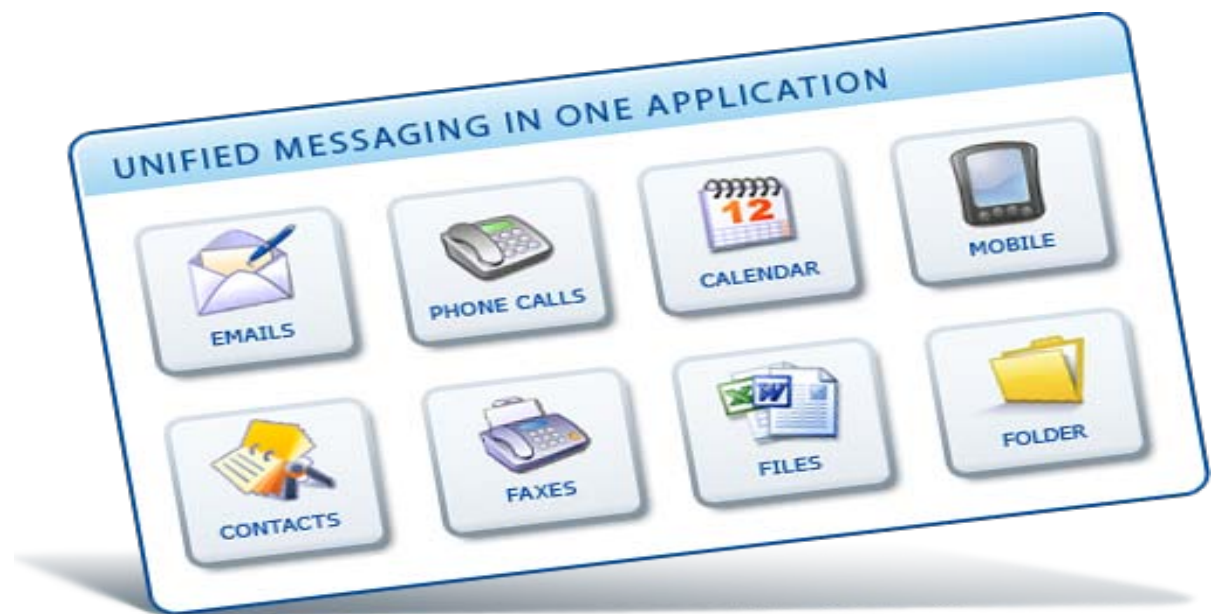 UNIFIED MESSAGING IN ONE APPLICATION
EMAILS
PHONE CALLS
12
CALENDAR
MOBILE
CONTACTS
FAXES
X W
FILES
FOLDER